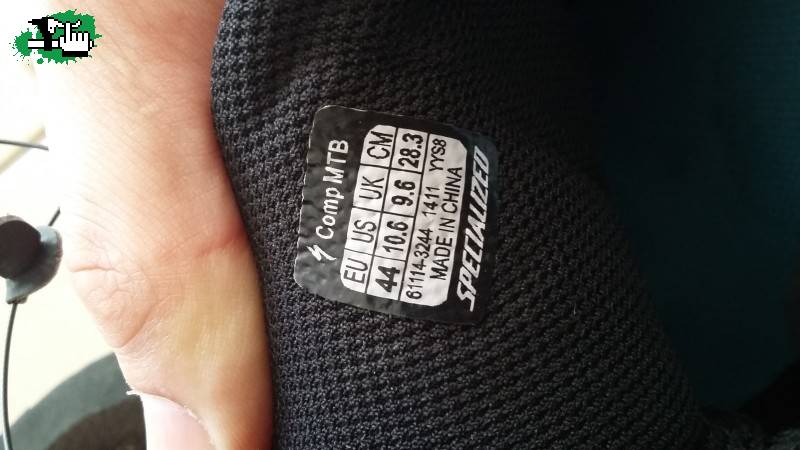 Comp MTB
EU US UK CM
44 10.6 9.6 28.3
61114-3244 1411 YYS8
MADE IN CHINA
SPECIALIZED